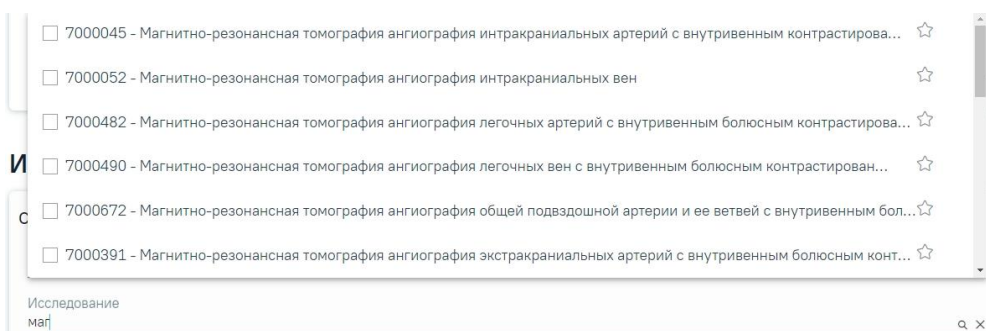 7000045 - Магнитно-резонансная томография ангиография интракраниальных артерий с внутривенным контрастирова...
7000052 - Магнитно-резонансная томография ангиография интракраниальных вен
7000482 - Магнитно-резонансная томография ангиография легочных артерий с внутривенным болюсным контрастирова...
7000490 - Магнитно-резонансная томография ангиография легочных вен с внутривенным болюсным контрастирован...
И
7000672 - Магнитно-резонансная томография ангиография общей подвздошной артерии и ее ветвей с внутривенным бол...
7000391 - Магнитно-резонансная томография ангиография экстракраниальных артерий с внутривенным болюсным конт...
Исследование
маг